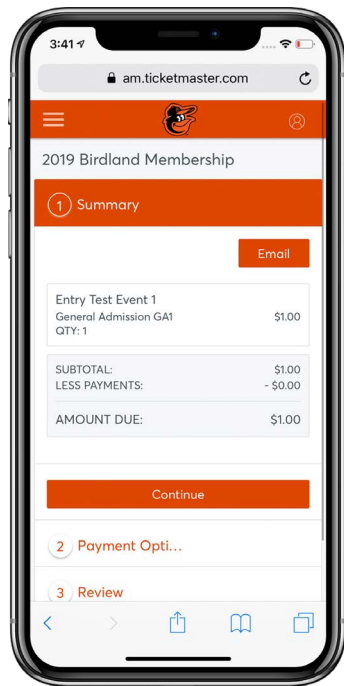 3:41
am.ticketmaster.com
2019 Birdland Membership
1 Summary
Email
Entry Test Event 1
General Admission GA1 $1.00
QTY: 1
SUBTOTAL: $1.00
LESS PAYMENTS: - $0.00
AMOUNT DUE: $1.00
Continue
2 Payment Opti...
3 Review